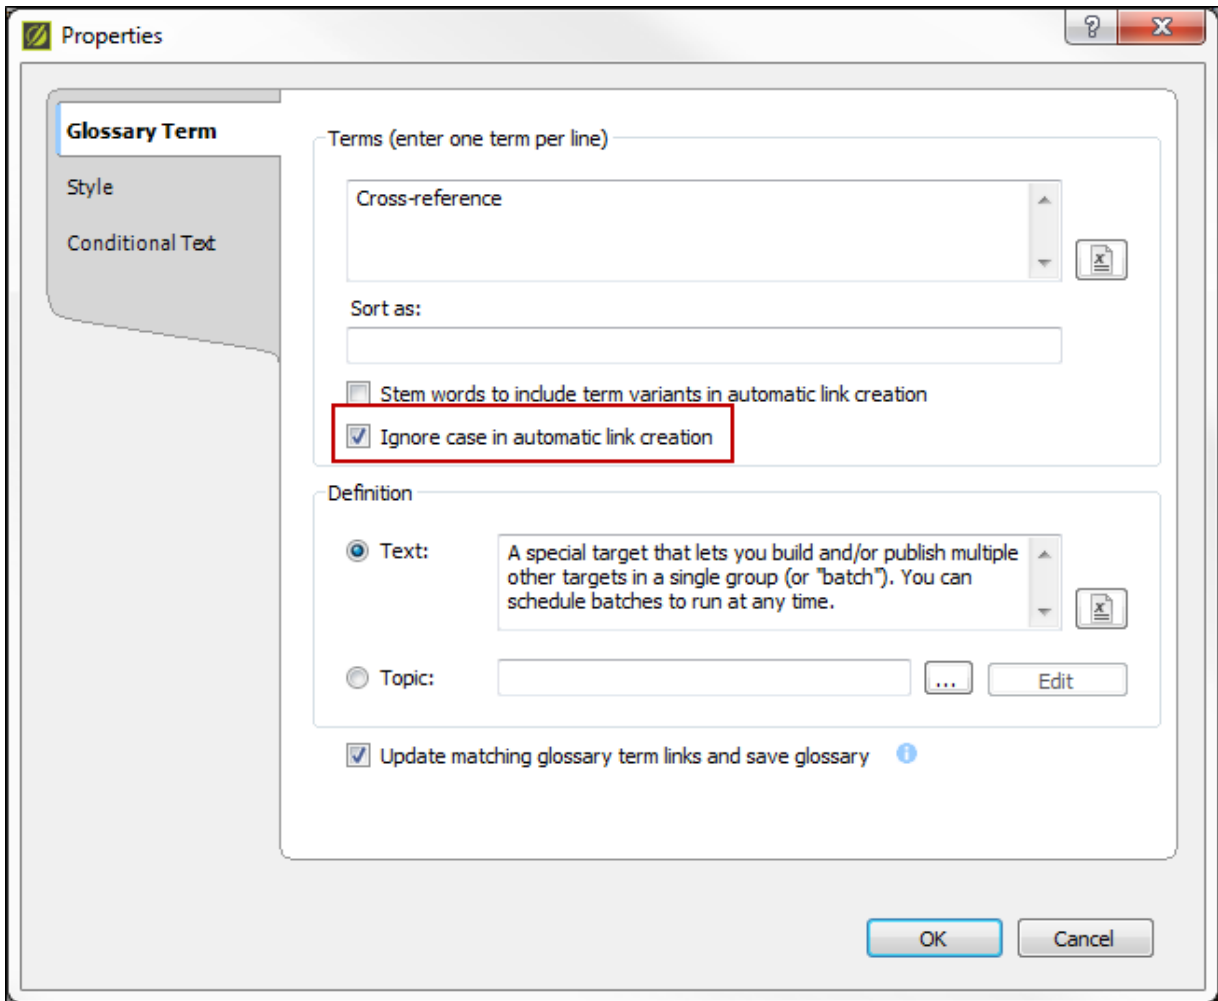 Properties
Glossary Term
Style
Conditional Text
Terms (enter one term per line)
Cross-reference
Sort as:
Stem words to include term variants in automatic link creation
Ignore case in automatic link creation
Definition
Text:
A special target that lets you build and/or publish multiple
other targets in a single group (or "batch"). You can
schedule batches to run at any time.
Topic:
...
Edit
Update matching glossary term links and save glossary
OK
Cancel